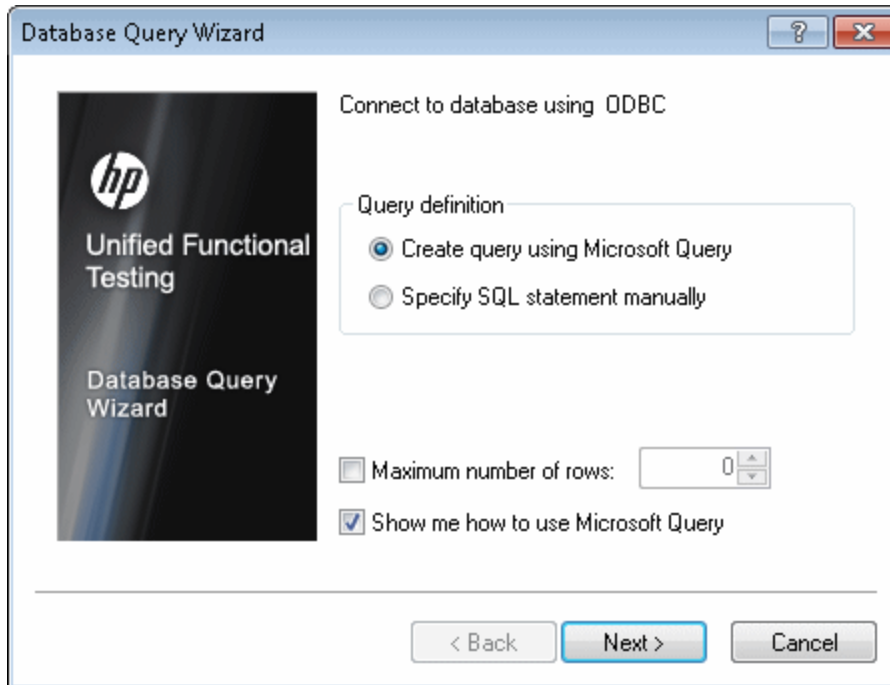 Database Query Wizard
?
hp
Unified Functional
Testing
Database Query
Wizard
Connect to database using ODBC
Query definition
Create query using Microsoft Query
Specify SQL statement manually
Maximum number of rows:
0
Show me how to use Microsoft Query
< Back
Next >
Cancel